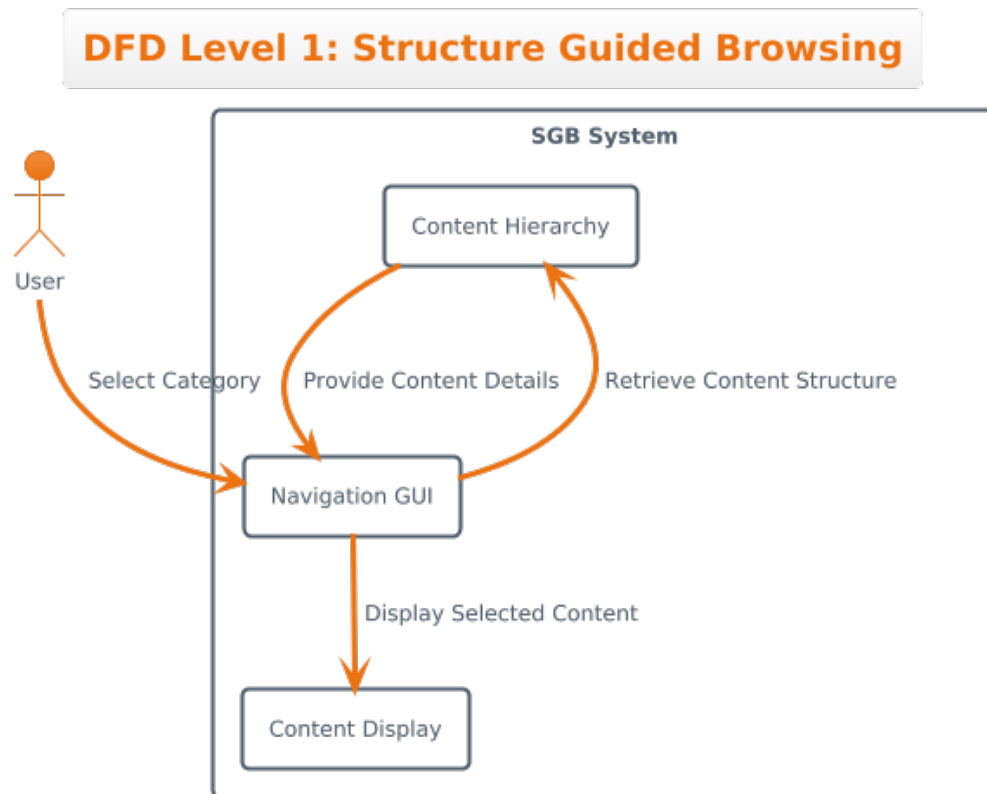 DFD Level 1: Structure Guided Browsing
SGB System
Content Hierarchy
User
Select Category
Provide Content Details
Retrieve Content Structure
Navigation GUI
Display Selected Content
Content Display